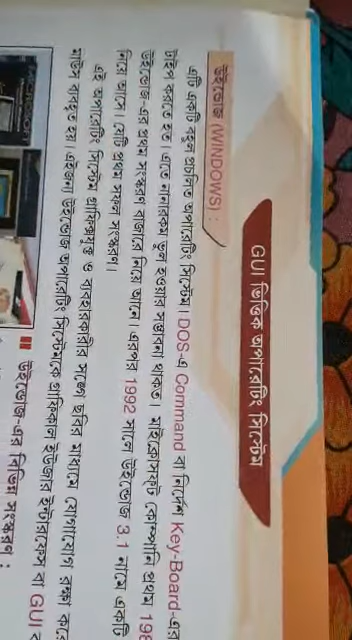 GUI ভিত্তিক অপারেটিং সিস্টেম
উইন্ডোজ (WINDOWS) :
এটি একটি বহুল প্রচলিত অপারেটিং সিস্টেম। DOS-এ Command বা নির্দেশ Key-Board-এর
টাইপ করতে হত। এতে নানারকম ভুল হওয়ার সম্ভাবনা থাকত। মাইক্রোসফ্‌ট কোম্পানি প্রথম 198
উইন্ডোজ-এর প্রথম সংস্করণ বাজারে নিয়ে আসে। এরপর 1992 সালে উইন্ডোজ 3.1 নামে একটি
নিয়ে আসে। যেটি প্রথম সফল সংস্করণ।
এই অপারেটিং সিস্টেম গ্রাফিকযুক্ত ও ব্যবহারকারীর সঙ্গে ছবির মাধ্যমে যোগাযোগ রক্ষা করে
মাউস ব্যবহৃত হয়। এইজন্য উইন্ডোজ অপারেটিং সিস্টেমকে গ্রাফিকাল ইউজার ইন্টারফেস বা GUI
উইন্ডোজ-এর বিভিন্ন সংস্করণ :